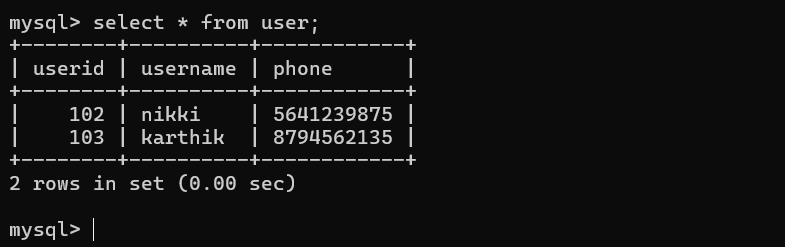 mysql> select * from user;
+--------+----------+------------+
| userid | username | phone      |
+--------+----------+------------+
|    102 | nikki    | 5641239875 |
|    103 | karthik  | 8794562135 |
+--------+----------+------------+
2 rows in set (0.00 sec)
mysql>